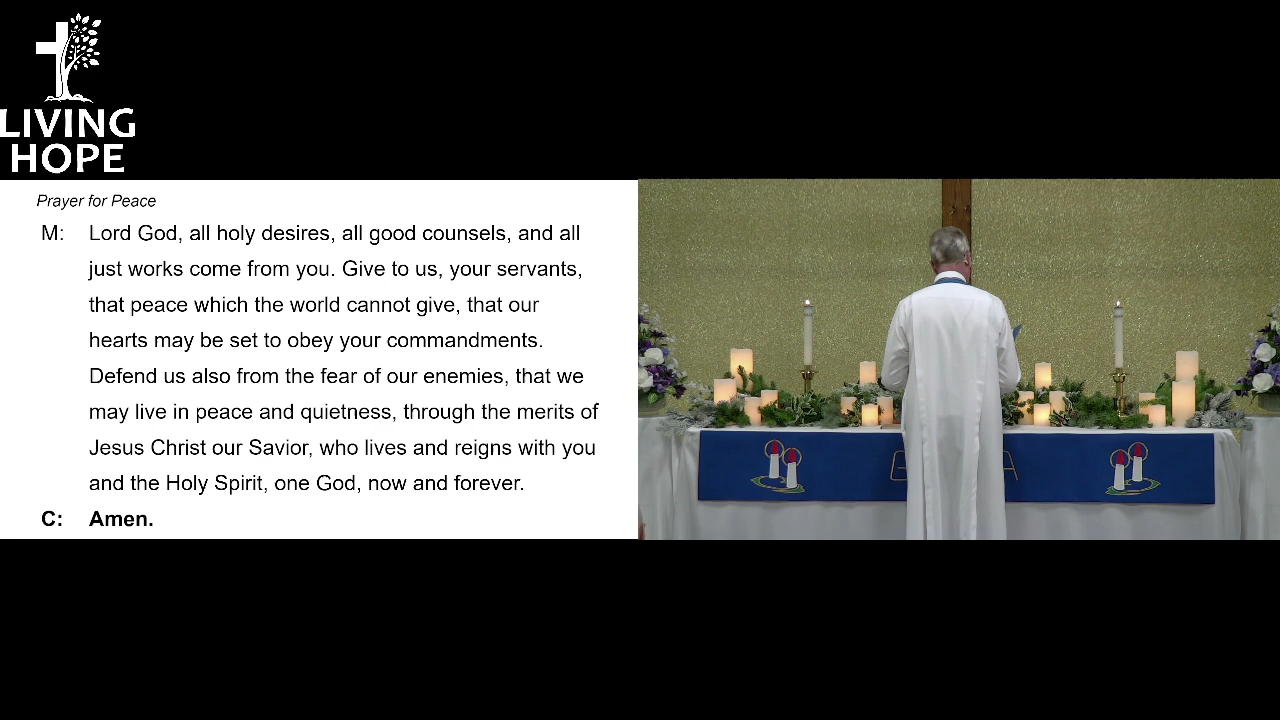 LIVING
HOPE
Prayer for Peace
M: Lord God, all holy desires, all good counsels, and all
just works come from you. Give to us, your servants,
that peace which the world cannot give, that our
hearts may be set to obey your commandments.
Defend us also from the fear of our enemies, that we
may live in peace and quietness, through the merits of
Jesus Christ our Savior, who lives and reigns with you
and the Holy Spirit, one God, now and forever.
C: Amen.